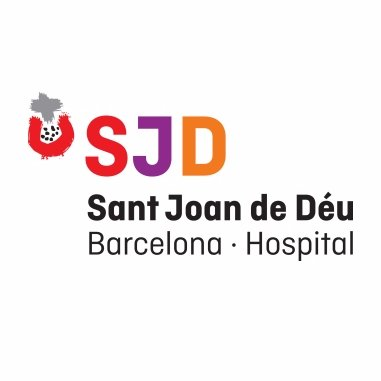 SJD
Sant Joan de Déu
Barcelona · Hospital